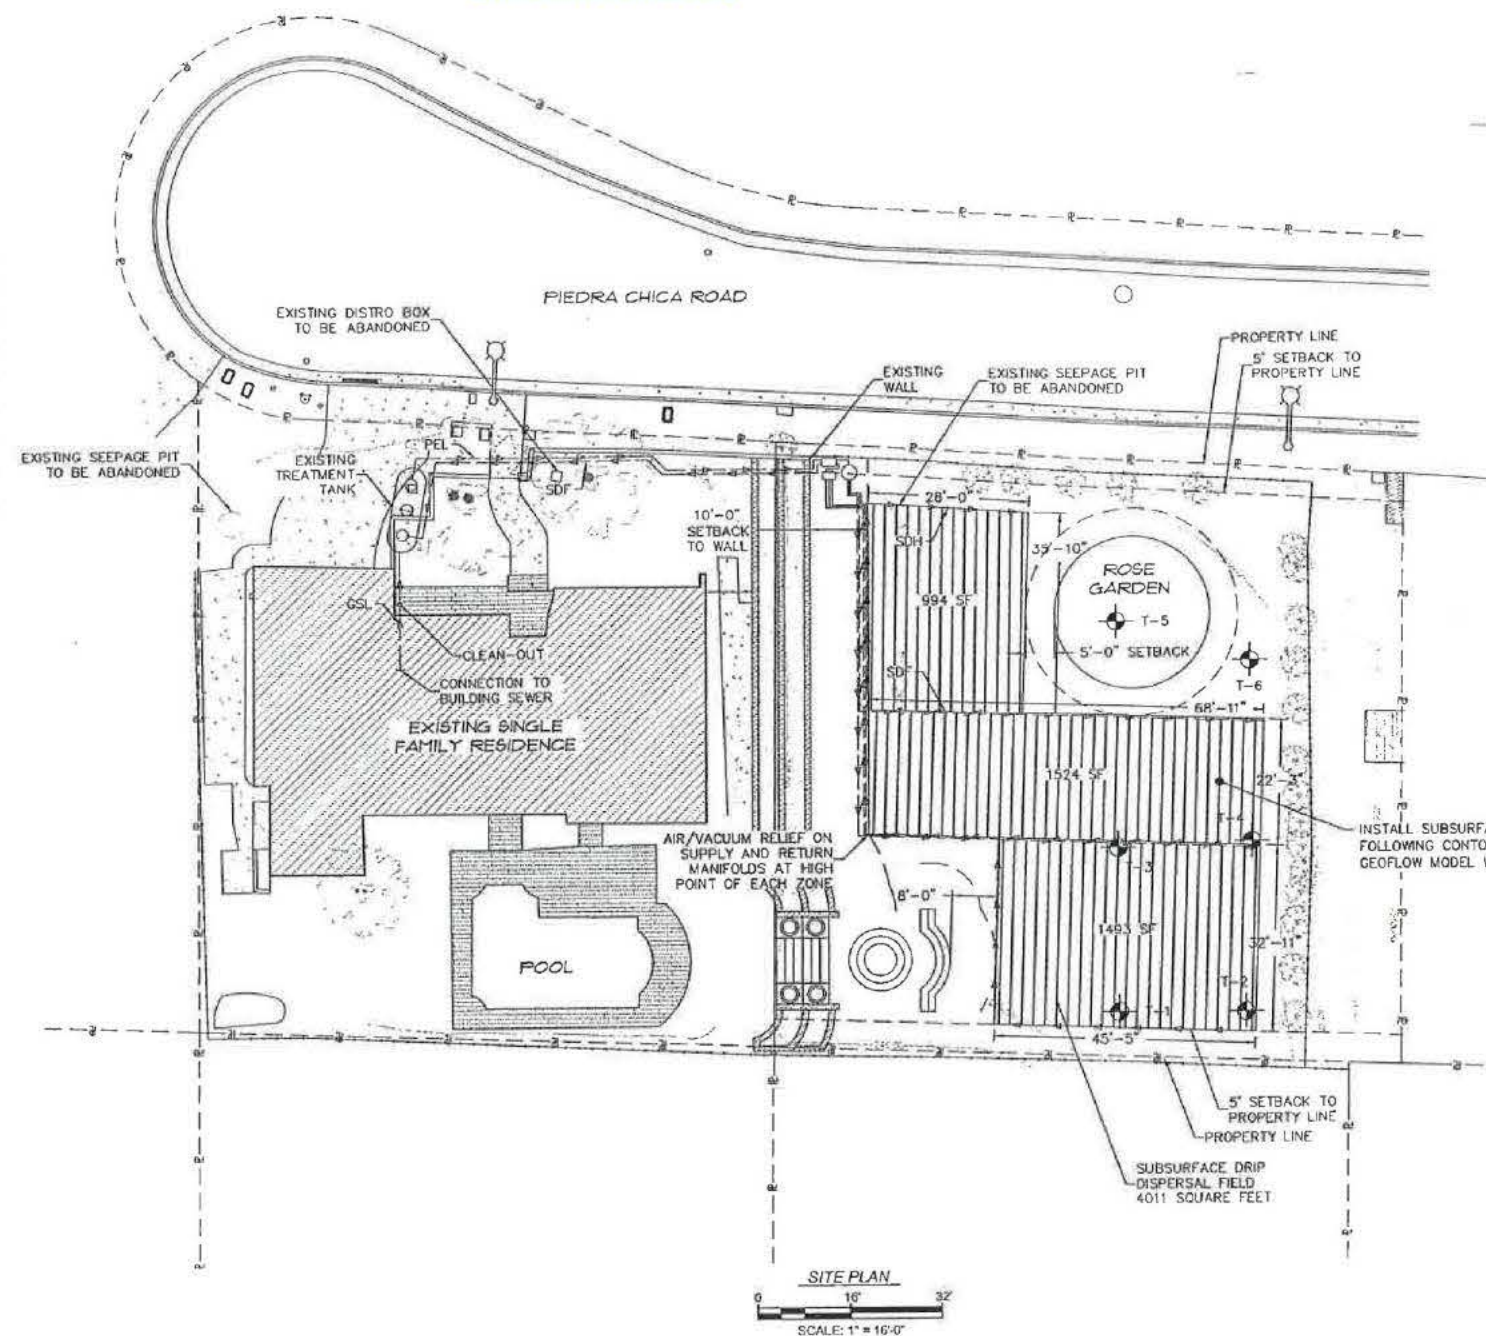 PIEDRA CHICA ROAD
EXISTING DISTRO BOX
TO BE ABANDONED
PROPERTY LINE
5' SETBACK TO
PROPERTY LINE
EXISTING
WALL
EXISTING SEEPAGE PIT
TO BE ABANDONED
EXISTING SEEPAGE PIT
TO BE ABANDONED
EXISTING
TREATMENT
TANK
PEL
SDF
10'-0"
SETBACK
TO WALL
28'-0"
SDH
35'-10"
ROSE
GARDEN
T-5
994 SF
5'-0" SETBACK
T-6
GSL
CLEAN-OUT
CONNECTION TO
BUILDING SEWER
SDF
68'-11"
EXISTING SINGLE
FAMILY RESIDENCE
1524 SF
22'-3"
T-4
INSTALL SUBSURFA
FOLLOWING CONTO
GEOFLOW MODEL W
AIR/VACUUM RELIEF ON
SUPPLY AND RETURN
MANIFOLDS AT HIGH
POINT OF EACH ZONE
T-3
8'-0"
1493 SF
32'-11"
POOL
T-2
T-1
45'-5"
5' SETBACK TO
PROPERTY LINE
PROPERTY LINE
SUBSURFACE DRIP
DISPERSAL FIELD
4011 SQUARE FEET
SITE PLAN
0 16' 32'
SCALE: 1" = 16'-0"